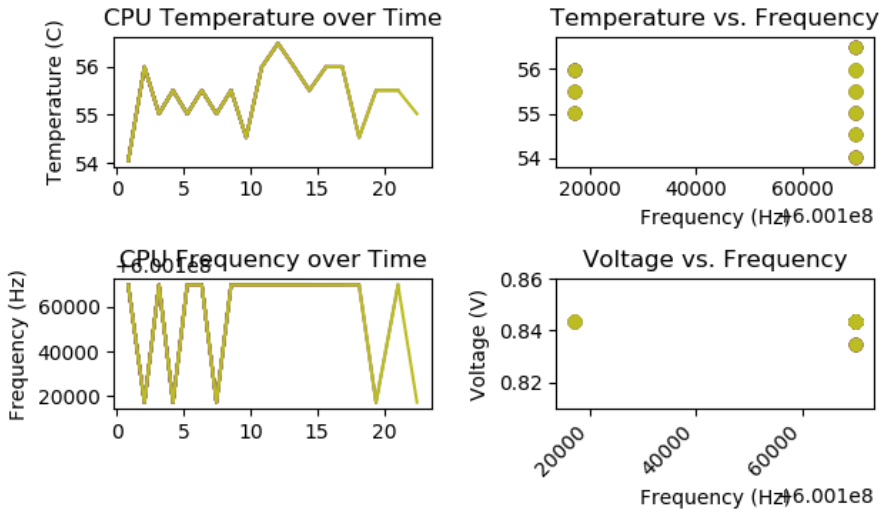 CPU Temperature over Time
Temperature (C)
56
55
54
0 5 10 15 20
Temperature vs. Frequency
56
55
54
20000 40000 60000
Frequency (Hz)
+6.001e8
CPU Frequency over Time
+6.001e8
Frequency (Hz)
60000
40000
20000
0 5 10 15 20
Voltage vs. Frequency
Voltage (V)
0.86
0.84
0.82
20000 40000 60000
Frequency (Hz)
+6.001e8